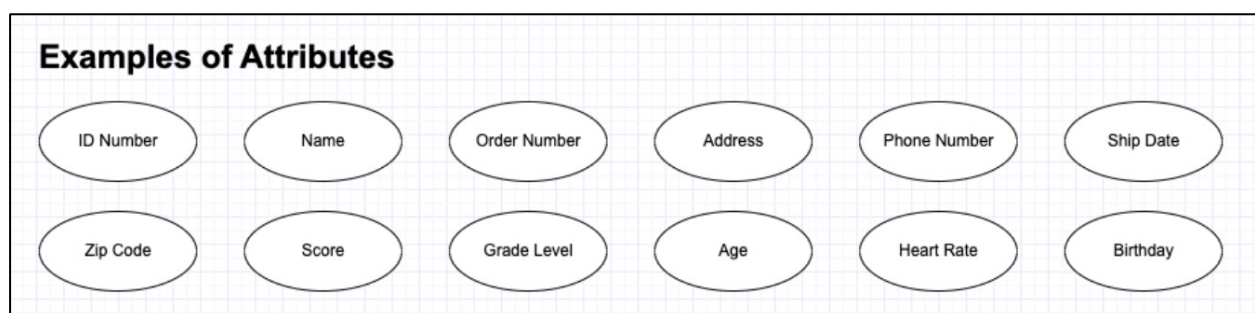 Examples of Attributes
ID Number
Name
Order Number
Address
Phone Number
Ship Date
Zip Code
Score
Grade Level
Age
Heart Rate
Birthday